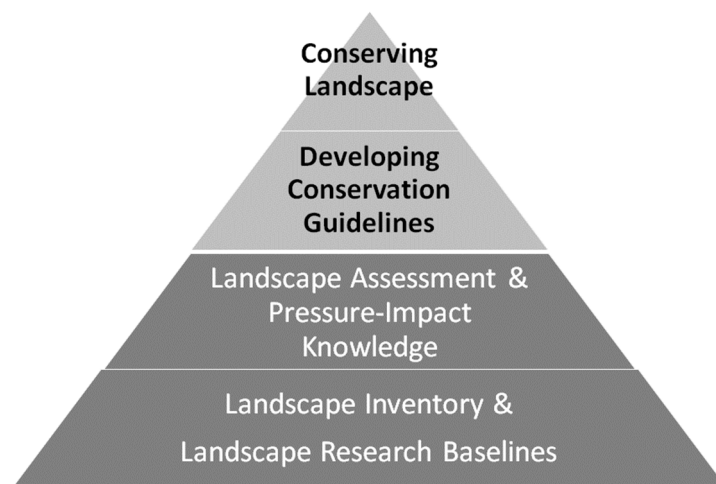 Conserving
Landscape
Developing
Conservation
Guidelines
Landscape Assessment &
Pressure-Impact
Knowledge
Landscape Inventory &
Landscape Research Baselines